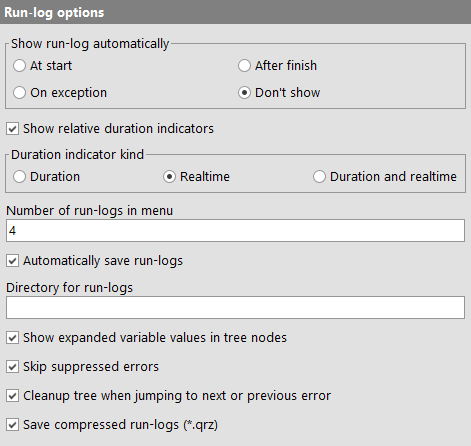 Run-log options
Show run-log automatically
At start After finish
On exception Don't show
Show relative duration indicators
Duration indicator kind
Duration Realtime Duration and realtime
Number of run-logs in menu
4
Automatically save run-logs
Directory for run-logs
Show expanded variable values in tree nodes
Skip suppressed errors
Cleanup tree when jumping to next or previous error
Save compressed run-logs (*.qrz)